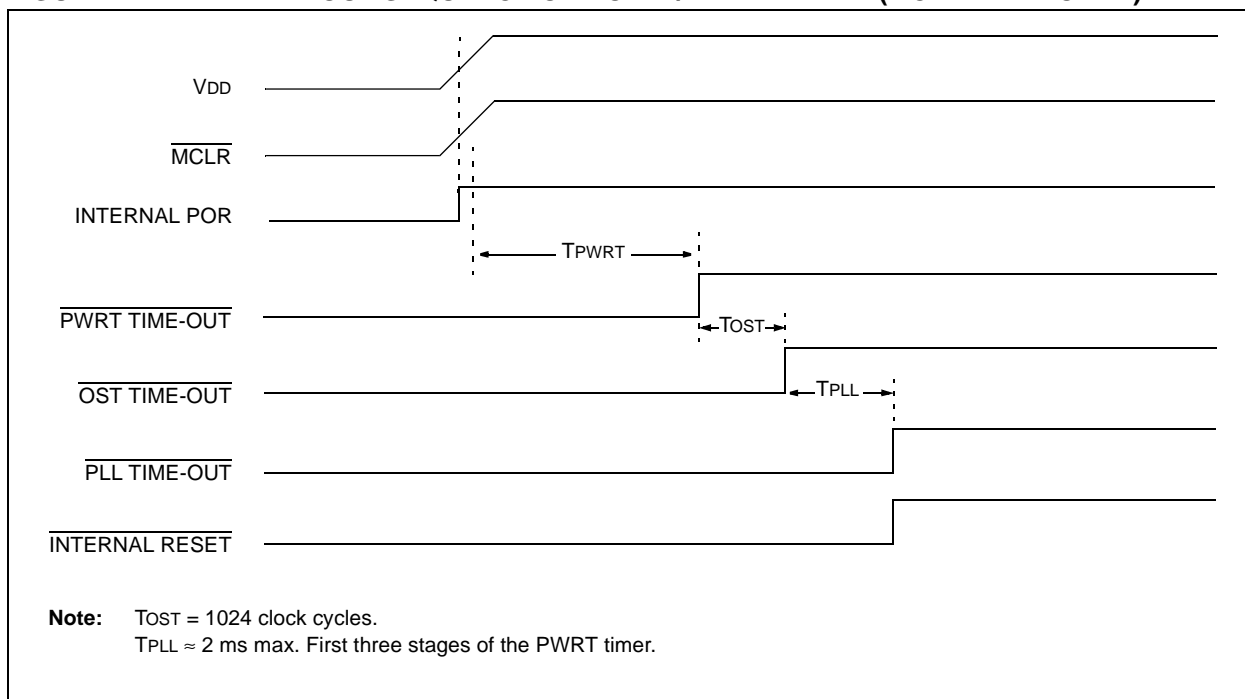 VDD
MCLR
INTERNAL POR
TPWRT
PWRT TIME-OUT
TOST
OST TIME-OUT
TPLL
PLL TIME-OUT
INTERNAL RESET
Note: TOST = 1024 clock cycles.
TPLL ≈ 2 ms max. First three stages of the PWRT timer.